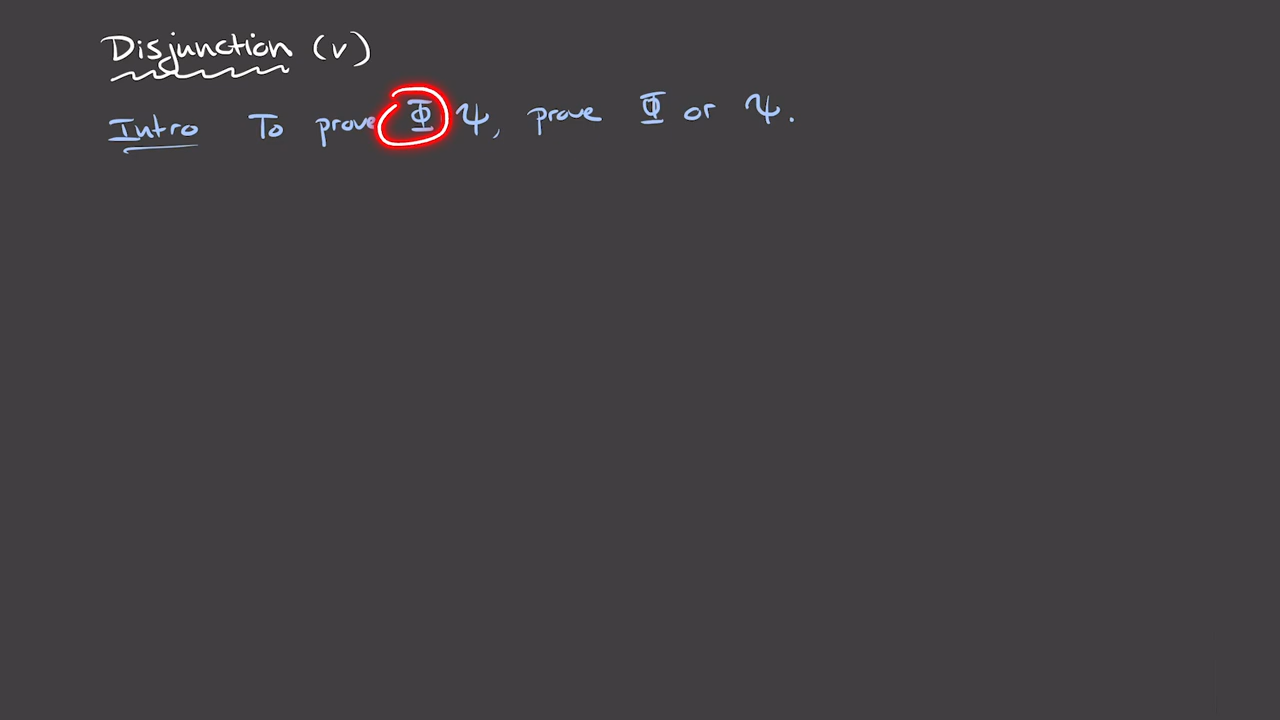 Disjunction (∨)
Intro To prove Φ Ψ, prove Φ or Ψ.